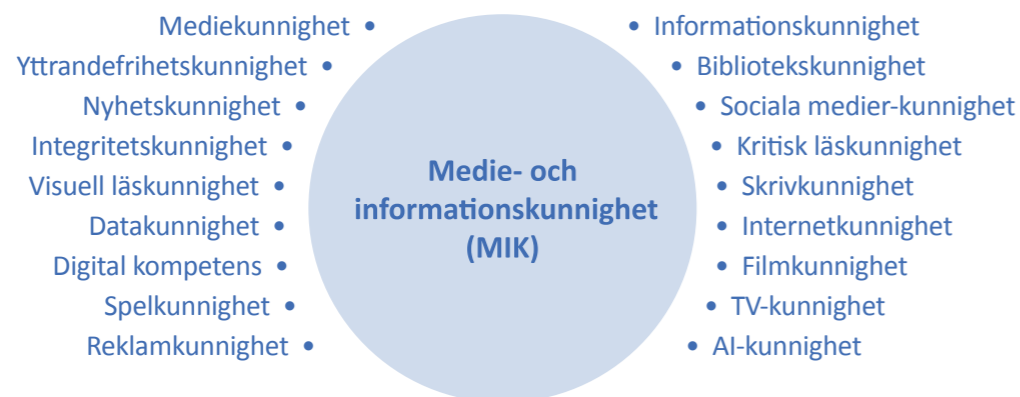 Mediekunnighet •
Yttrandefrihetskunnighet •
Nyhetskunnighet •
Integritetskunnighet •
Visuell läskunnighet •
Datakunnighet •
Digital kompetens •
Spelkunnighet •
Reklamkunnighet •
Medie- och
informationskunnighet
(MIK)
• Informationskunnighet
• Bibliotekskunnighet
• Sociala medier-kunnighet
• Kritisk läskunnighet
• Skrivkunnighet
• Internetkunnighet
• Filmkunnighet
• TV-kunnighet
• AI-kunnighet